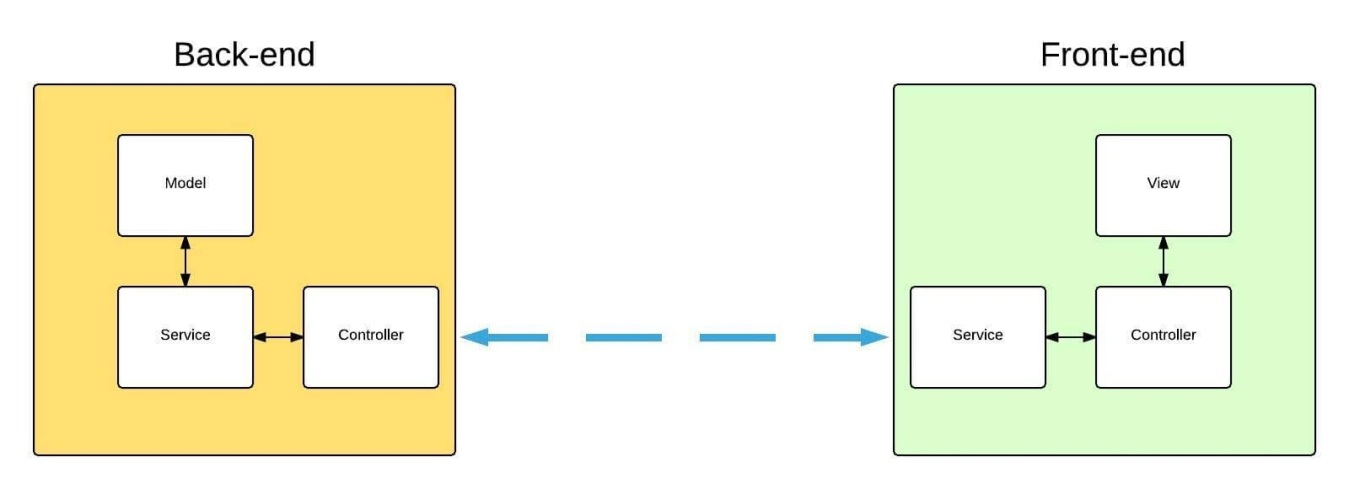 Back-end
Front-end
Model
View
Service
Controller
Service
Controller